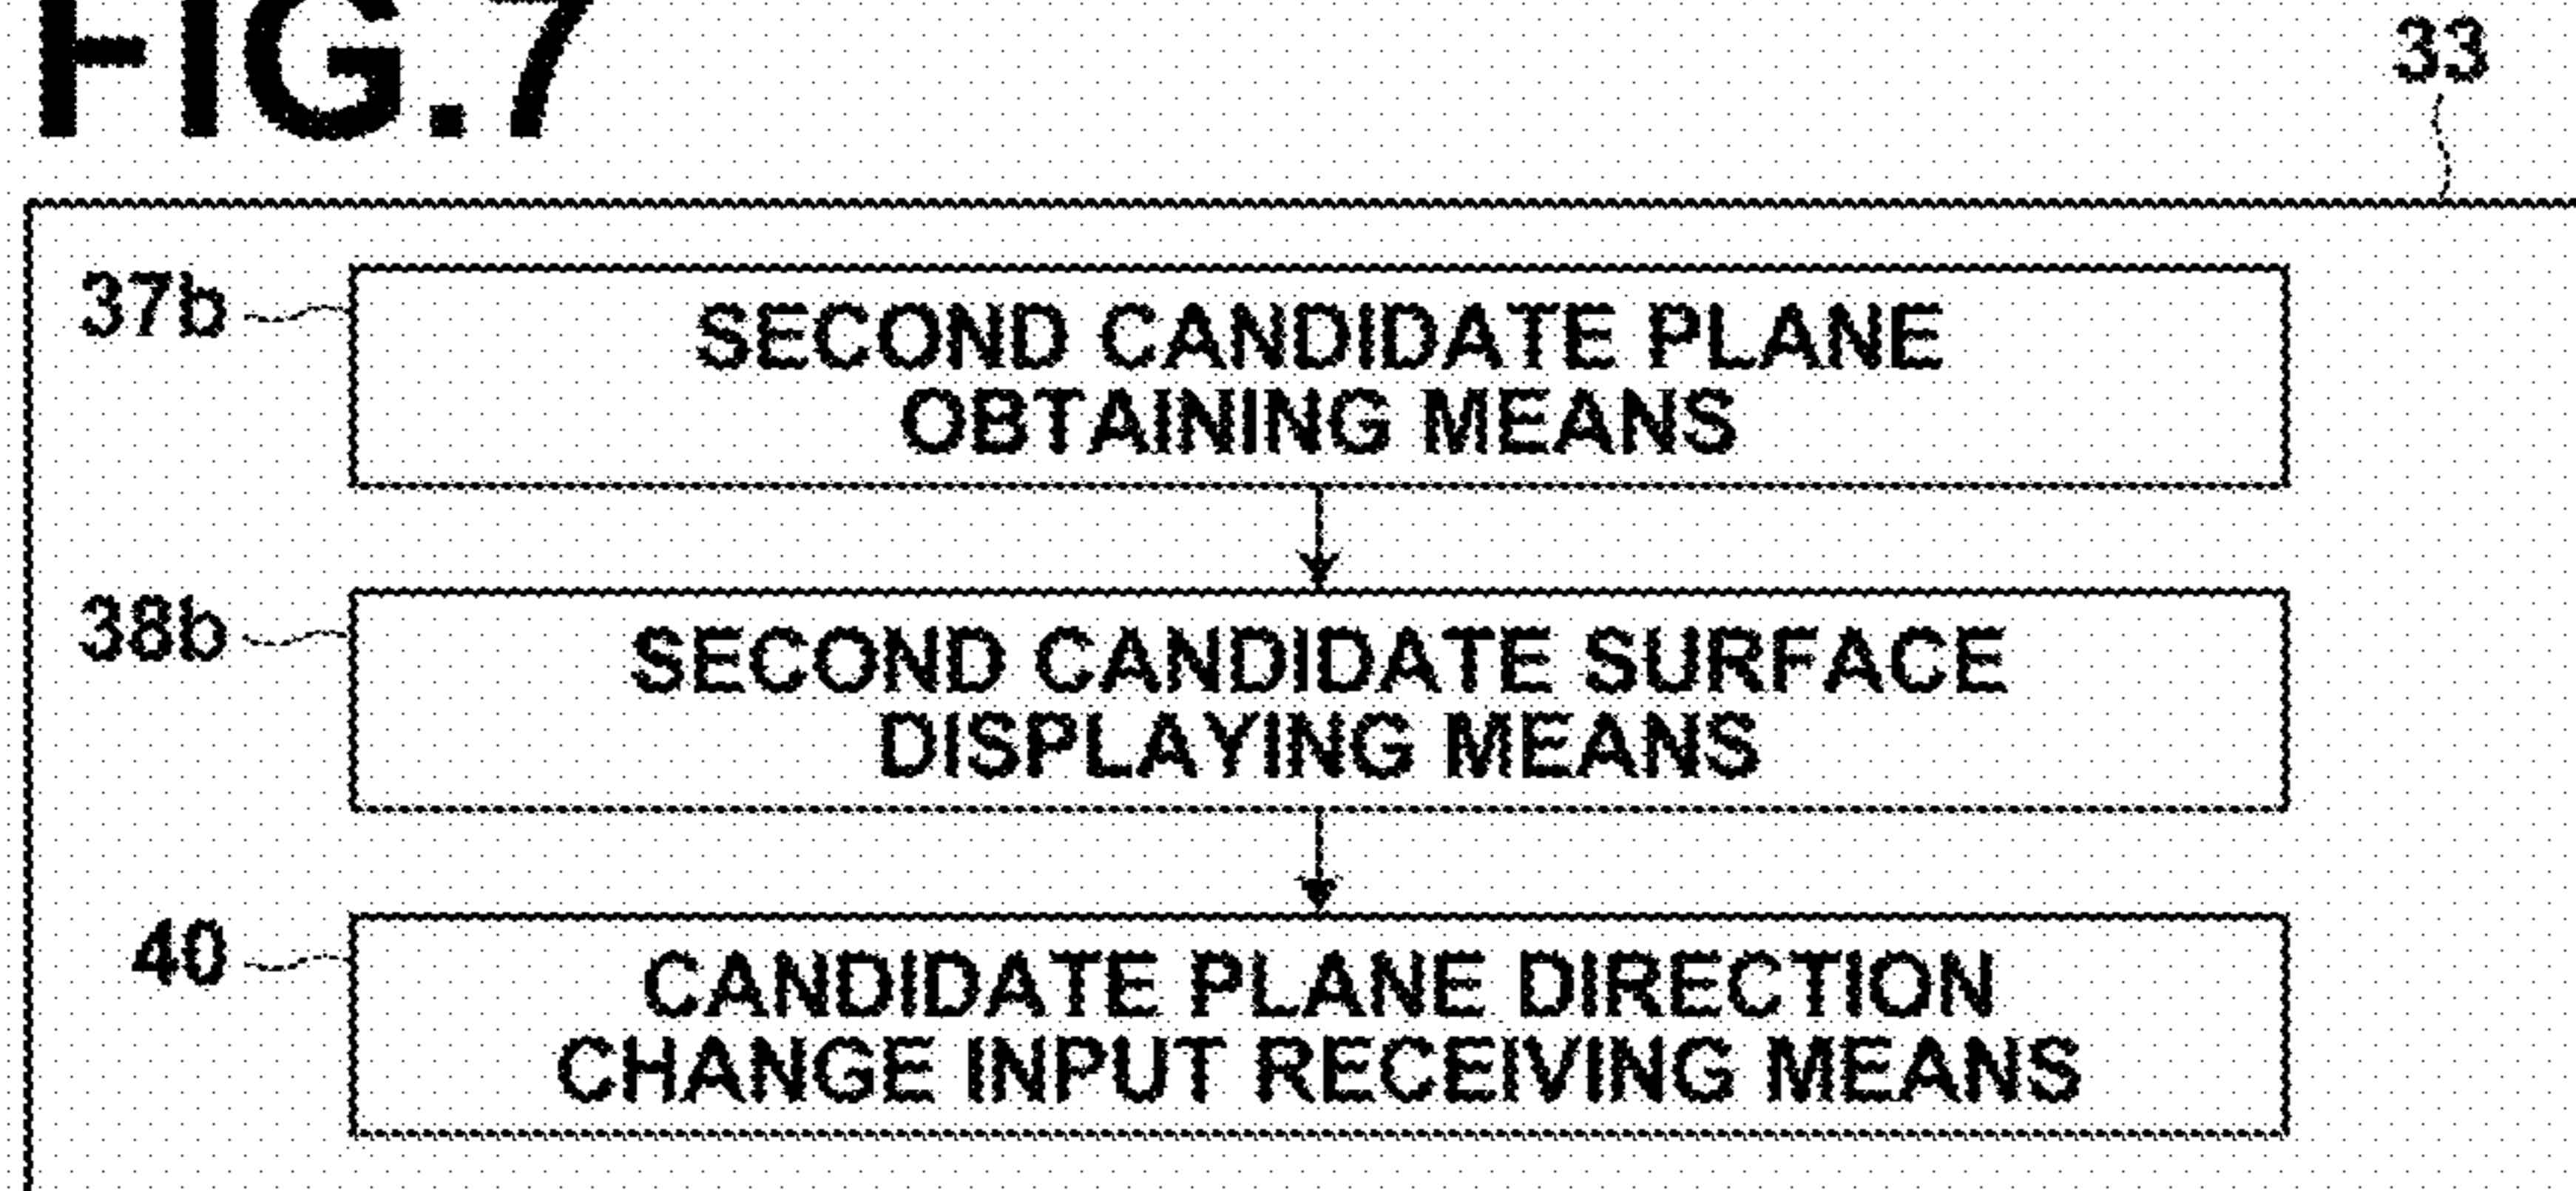 FIG.7
33
37b
SECOND CANDIDATE PLANE
OBTAINING MEANS
38b
SECOND CANDIDATE SURFACE
DISPLAYING MEANS
40
CANDIDATE PLANE DIRECTION
CHANGE INPUT RECEIVING MEANS